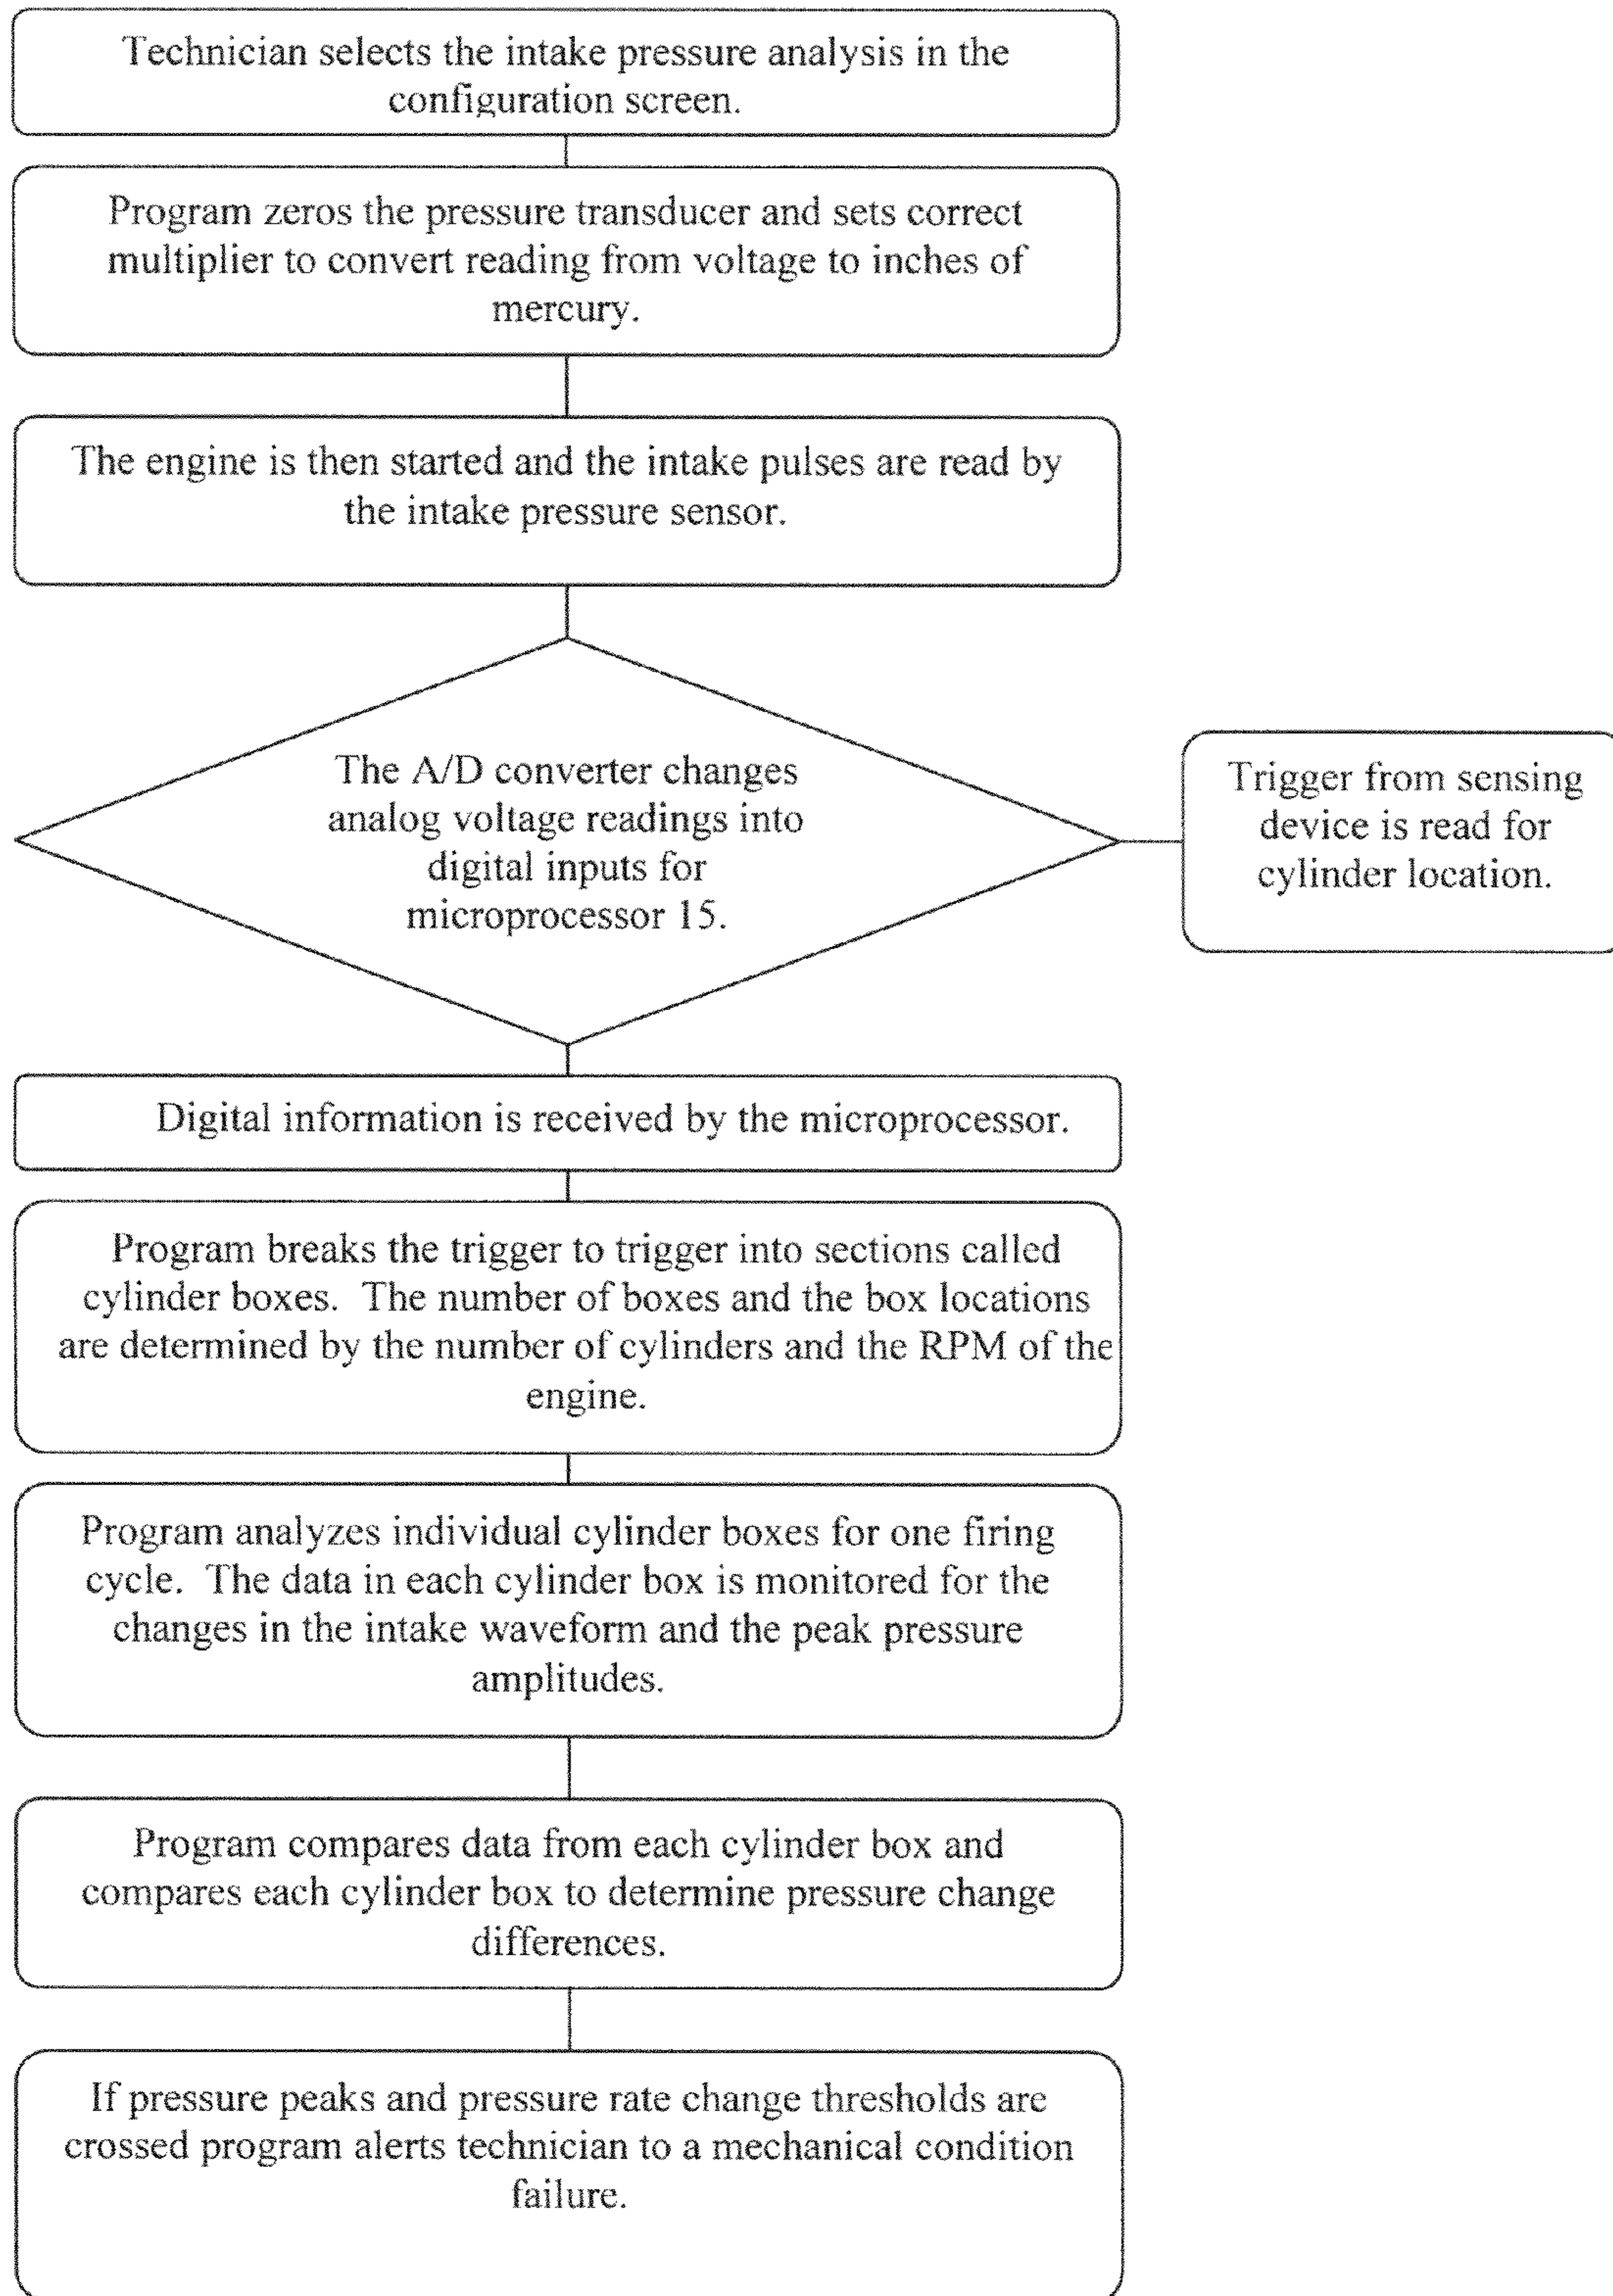 Technician selects the intake pressure analysis in the
configuration screen.
Program zeros the pressure transducer and sets correct
multiplier to convert reading from voltage to inches of
mercury.
The engine is then started and the intake pulses are read by
the intake pressure sensor.
The A/D converter changes
analog voltage readings into
digital inputs for
microprocessor 15.
Trigger from sensing
device is read for
cylinder location.
Digital information is received by the microprocessor.
Program breaks the trigger to trigger into sections called
cylinder boxes.  The number of boxes and the box locations
are determined by the number of cylinders and the RPM of the
engine.
Program analyzes individual cylinder boxes for one firing
cycle.  The data in each cylinder box is monitored for the
changes in the intake waveform and the peak pressure
amplitudes.
Program compares data from each cylinder box and
compares each cylinder box to determine pressure change
differences.
If pressure peaks and pressure rate change thresholds are
crossed program alerts technician to a mechanical condition
failure.